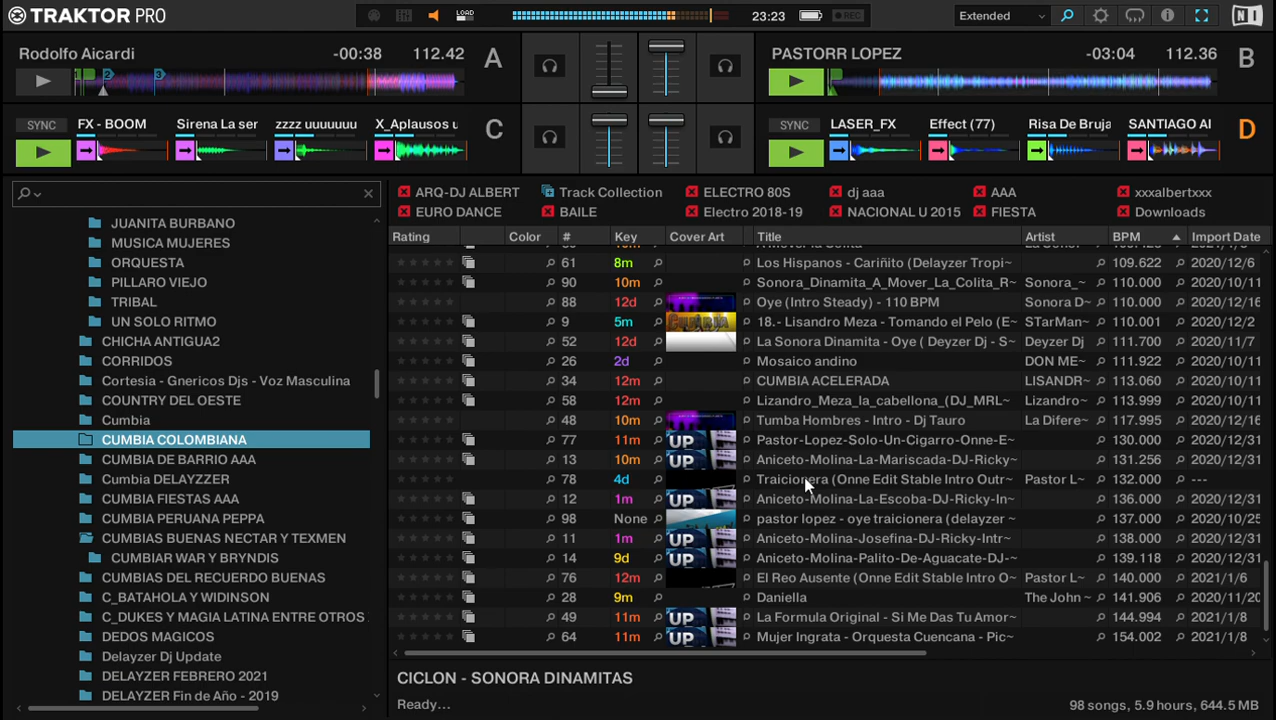 TRAKTOR PRO
LOAD
23:23
REC
Extended
Rodolfo Aicardi -00:38 112.42 A
PASTORR LOPEZ -03:04 112.36 B
2 3
SYNC FX - BOOM Sirena La ser zzzz uuuuuuu X_Aplausos u C
SYNC LASER_FX Effect (77) Risa De Bruja SANTIAGO AI D
ARQ-DJ ALBERT Track Collection ELECTRO 80S dj aaa AAA xxxalbertxxx
EURO DANCE BAILE Electro 2018-19 NACIONAL U 2015 FIESTA Downloads
JUANITA BURBANO
MUSICA MUJERES
ORQUESTA
PILLARO VIEJO
TRIBAL
UN SOLO RITMO
CHICHA ANTIGUA2
CORRIDOS
Cortesia - Gnericos Djs - Voz Masculina
COUNTRY DEL OESTE
Cumbia
CUMBIA COLOMBIANA
CUMBIA DE BARRIO AAA
Cumbia DELAYZZER
CUMBIA FIESTAS AAA
CUMBIA PERUANA PEPPA
CUMBIAS BUENAS NECTAR Y TEXMEN
CUMBIAR WAR Y BRYNDIS
CUMBIAS DEL RECUERDO BUENAS
C_BATAHOLA Y WIDINSON
C_DUKES Y MAGIA LATINA ENTRE OTROS
DEDOS MAGICOS
Delayzer Dj Update
DELAYZER FEBRERO 2021
DELAYZER Fin de Año - 2019
Rating Color # Key Cover Art Title Artist BPM Import Date
61 8m Los Hispanos - Cariñito (Delayzer Tropi~ 109.622 2020/12/6
90 10m Sonora_Dinamita_A_Mover_La_Colita_R~ Sonora_~ 110.000 2020/10/11
88 12d Oye (Intro Steady) - 110 BPM Sonora D~ 110.000 2020/12/6
9 5m 18.- Lisandro Meza - Tomando el Pelo (E~ STarMan~ 110.001 2020/12/2
52 12d La Sonora Dinamita - Oye ( Deyzer Dj - S~ Deyzer Dj 111.700 2020/11/7
26 2d Mosaico andino DON ME~ 111.922 2020/10/11
34 12m CUMBIA ACELERADA LISANDR~ 113.060 2020/10/11
58 12m Lizandro_Meza_la_cabellona_(DJ_MRL~ Lizandro~ 113.999 2020/10/11
48 10m Tumba Hombres - Intro - Dj Tauro La Difere~ 117.995 2020/12/16
77 11m UP Pastor-Lopez-Solo-Un-Cigarro-Onne-E~ 130.000 2020/12/31
13 10m UP Aniceto-Molina-La-Mariscada-DJ-Ricky~ 131.256 2020/12/31
78 4d Traicionera (Onne Edit Stable Intro Outr~ Pastor L~ 132.000 ---
12 1m UP Aniceto-Molina-La-Escoba-DJ-Ricky-In~ 136.000 2020/12/31
98 None pastor lopez - oye traicionera (delayzer ~ 137.000 2020/10/25
11 1m UP Aniceto-Molina-Josefina-DJ-Ricky-Intr~ 138.000 2020/12/31
14 9d UP Aniceto-Molina-Palito-De-Aguacate-DJ-~ 139.118 2020/12/31
76 12m El Reo Ausente (Onne Edit Stable Intro O~ Pastor L~ 140.000 2021/1/6
28 9m Daniella The John ~ 141.906 2020/11/20
49 11m UP La Formula Original - Si Me Das Tu Amor~ 144.994 2021/1/8
64 11m UP Mujer Ingrata - Orquesta Cuencana - Pic~ 154.002 2021/1/8
CICLON - SONORA DINAMITAS
Ready...
98 songs, 5.9 hours, 644.5 MB